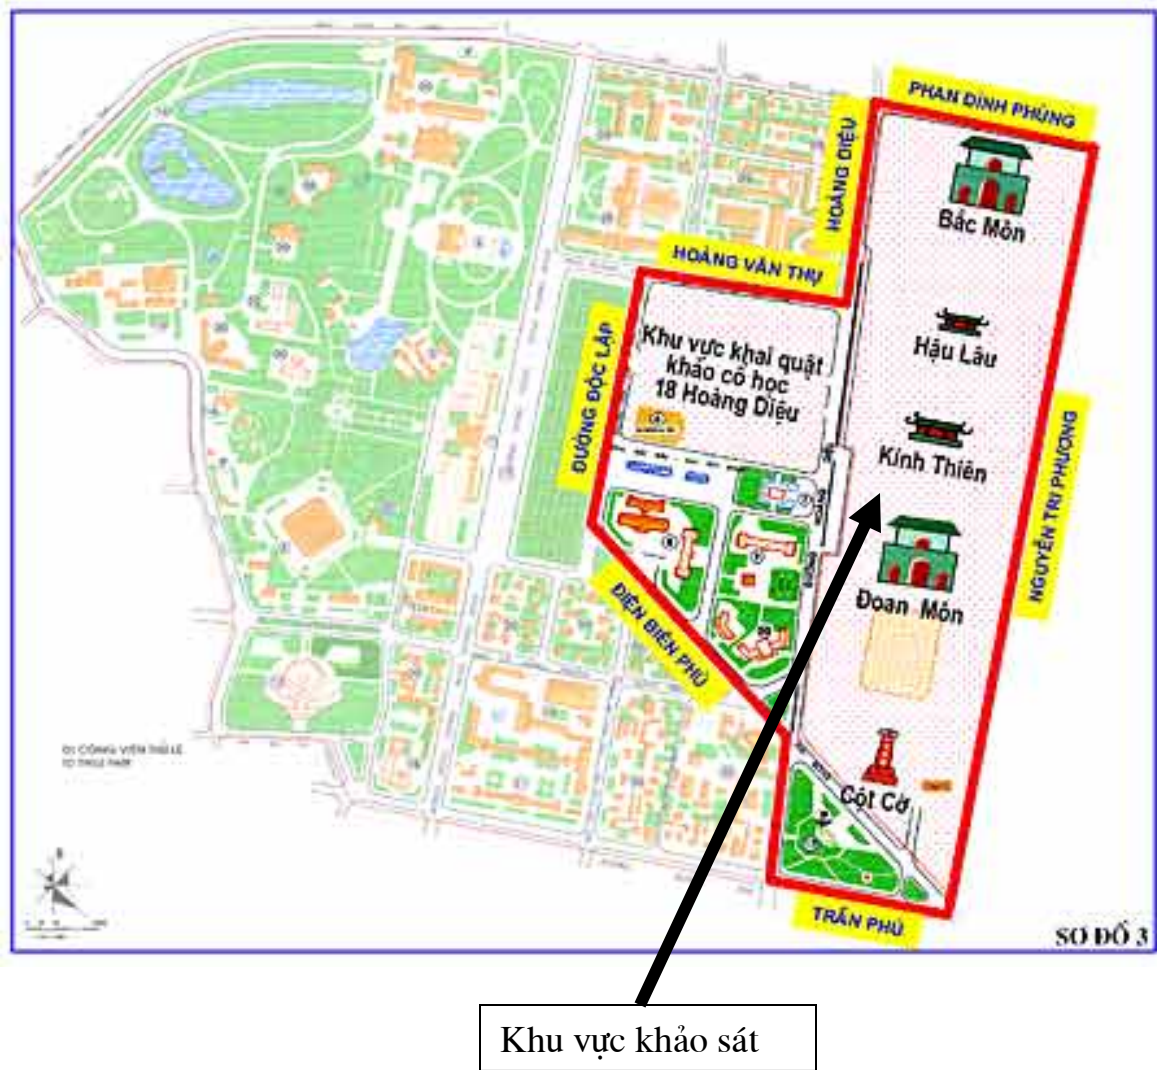 PHAN ĐÌNH PHÙNG
HOÀNG DIỆU
Bắc Môn
HOÀNG VĂN THỤ
Khu vực khai quật
khảo cổ học
18 Hoàng Diệu
ĐƯỜNG ĐỘC LẬP
Hậu Lâu
Kính Thiên
NGUYỄN TRI PHƯƠNG
Đoan Môn
ĐIỆN BIÊN PHỦ
Cột Cờ
TRẦN PHÚ
SƠ ĐỒ 3
Khu vực khảo sát